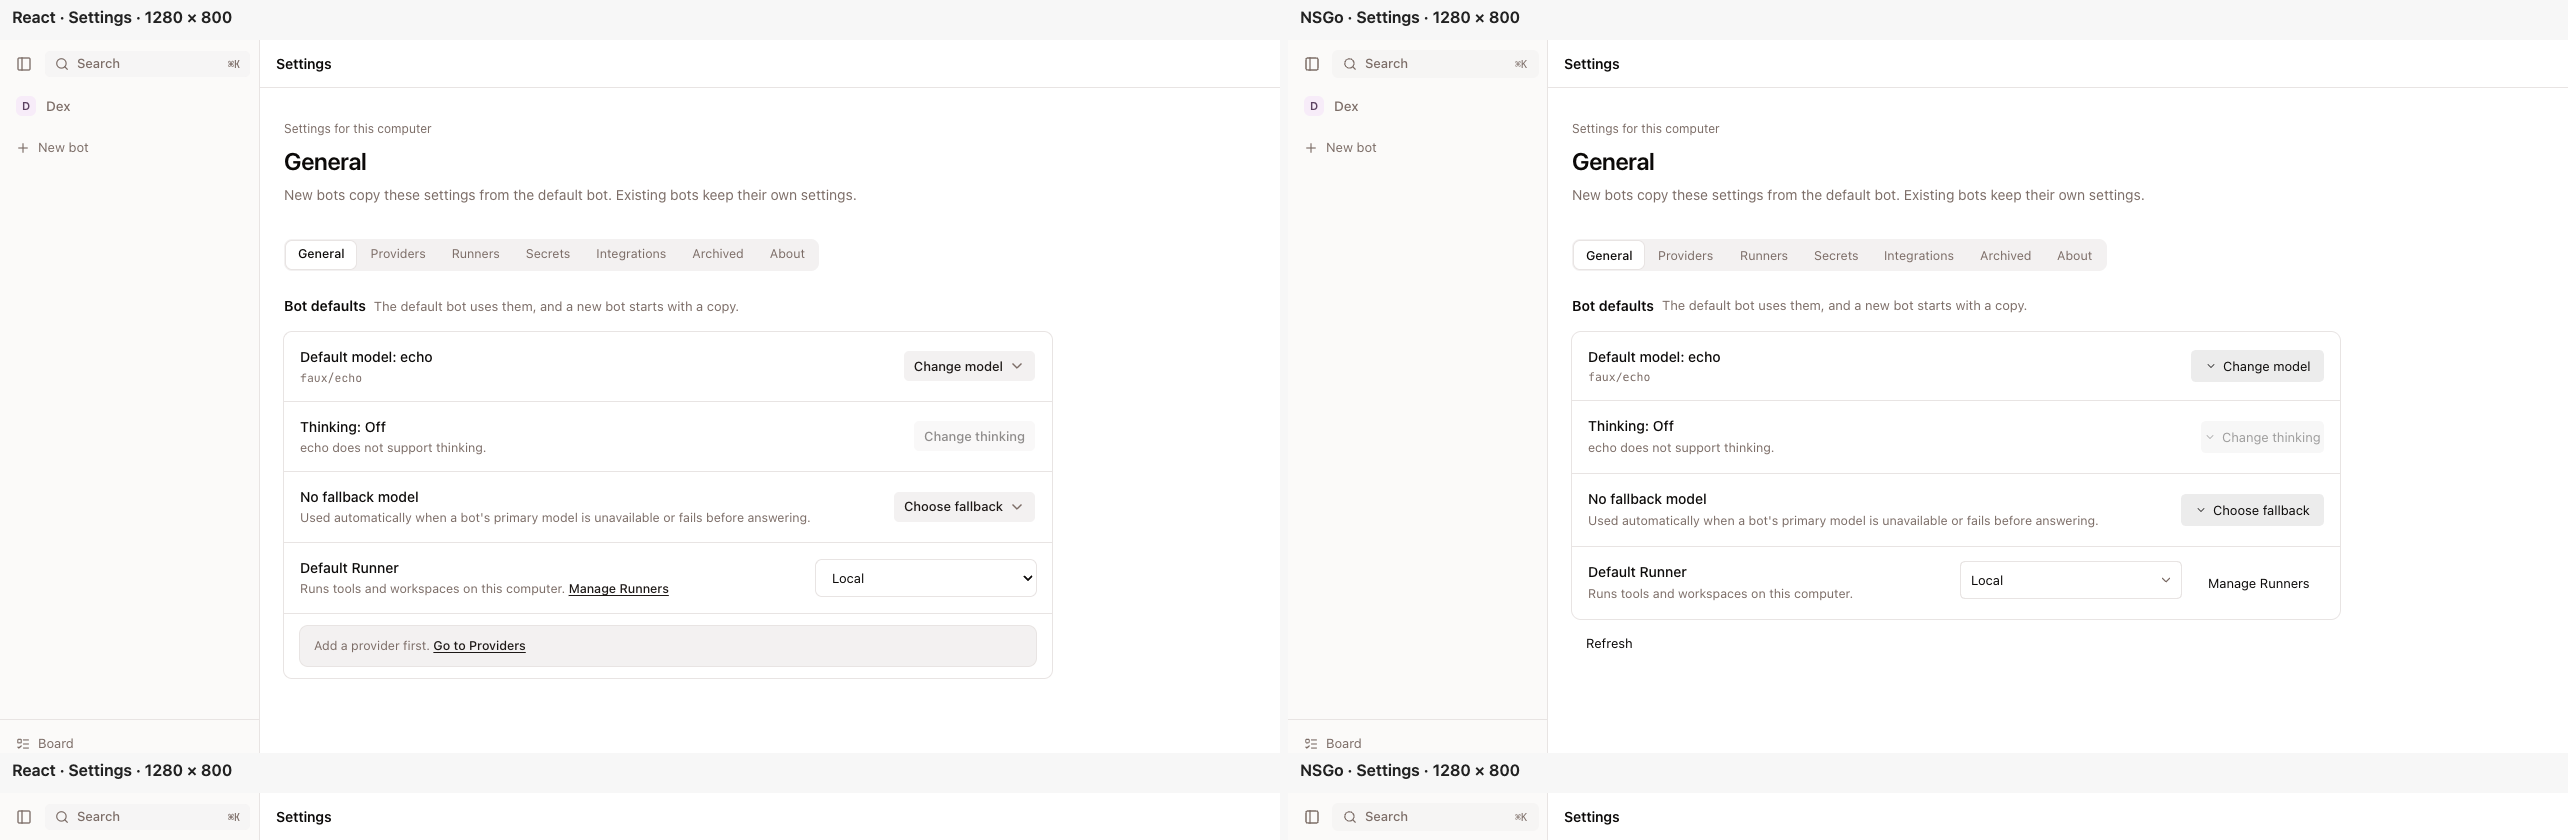 React · Settings · 1280 × 800
Search ⌘K
Settings
D Dex
Settings for this computer
New bot
General
New bots copy these settings from the default bot. Existing bots keep their own settings.
General Providers Runners Secrets Integrations Archived About
Bot defaults The default bot uses them, and a new bot starts with a copy.
Default model: echo
faux/echo
Change model
Thinking: Off
echo does not support thinking.
Change thinking
No fallback model
Used automatically when a bot's primary model is unavailable or fails before answering.
Choose fallback
Default Runner
Runs tools and workspaces on this computer. Manage Runners
Local
Add a provider first. Go to Providers
Board
NSGo · Settings · 1280 × 800
Search ⌘K
Settings
D Dex
Settings for this computer
New bot
General
New bots copy these settings from the default bot. Existing bots keep their own settings.
General Providers Runners Secrets Integrations Archived About
Bot defaults The default bot uses them, and a new bot starts with a copy.
Default model: echo
faux/echo
Change model
Thinking: Off
echo does not support thinking.
Change thinking
No fallback model
Used automatically when a bot's primary model is unavailable or fails before answering.
Choose fallback
Default Runner
Runs tools and workspaces on this computer.
Local
Manage Runners
Refresh
Board
React · Settings · 1280 × 800
Search ⌘K
Settings
NSGo · Settings · 1280 × 800
Search ⌘K
Settings